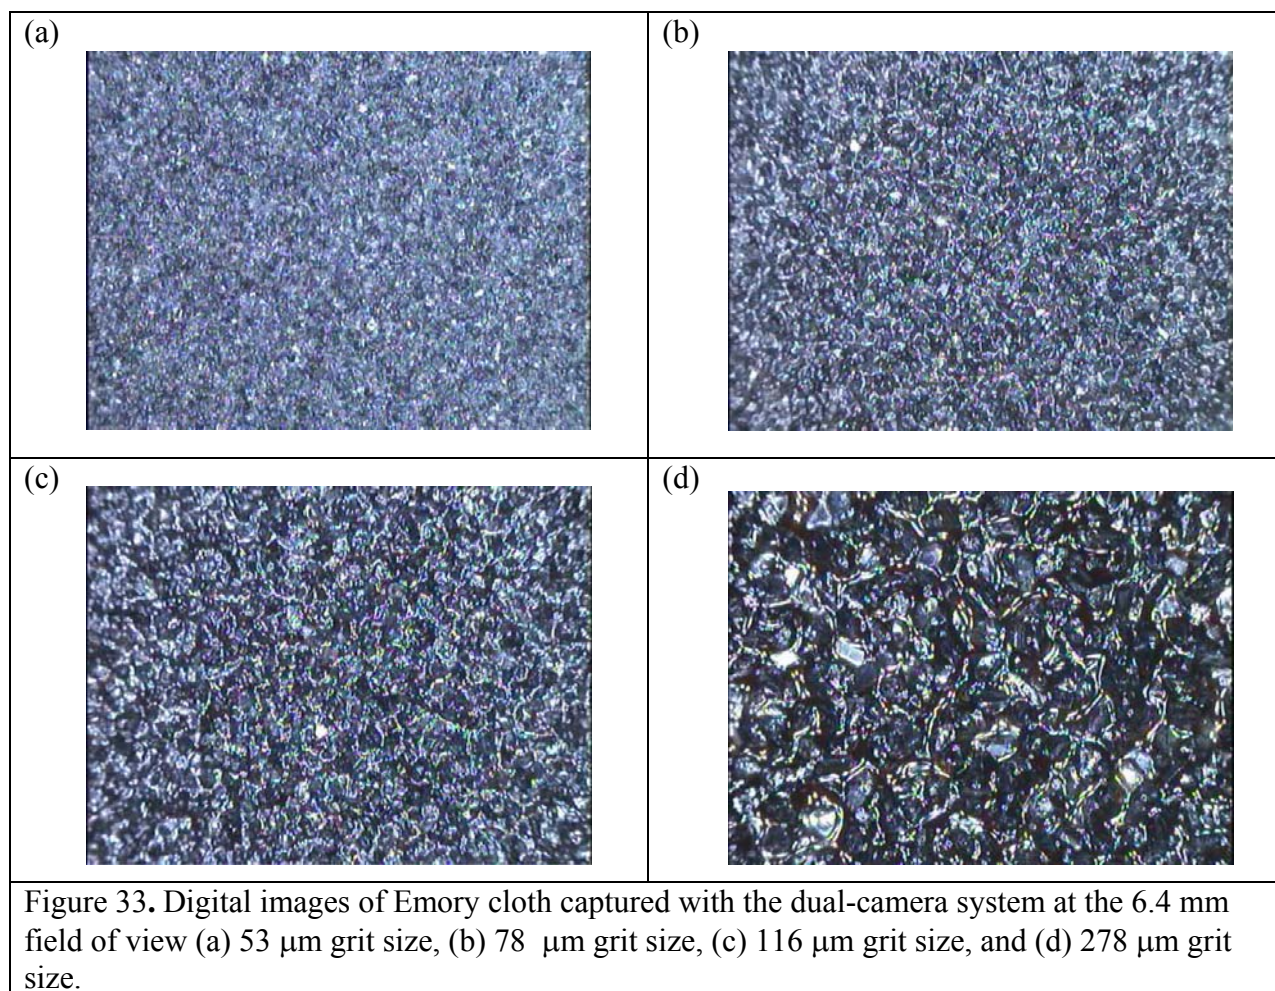 (a)
(b)
(c)
(d)
Figure 33. Digital images of Emory cloth captured with the dual-camera system at the 6.4 mm
field of view (a) 53 μm grit size, (b) 78 μm grit size, (c) 116 μm grit size, and (d) 278 μm grit
size.